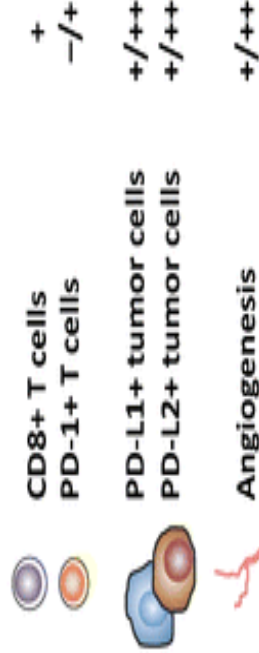 CD8+ T cells +
PD-1+ T cells −/+
PD-L1+ tumor cells +/++
PD-L2+ tumor cells +/++
Angiogenesis +/++